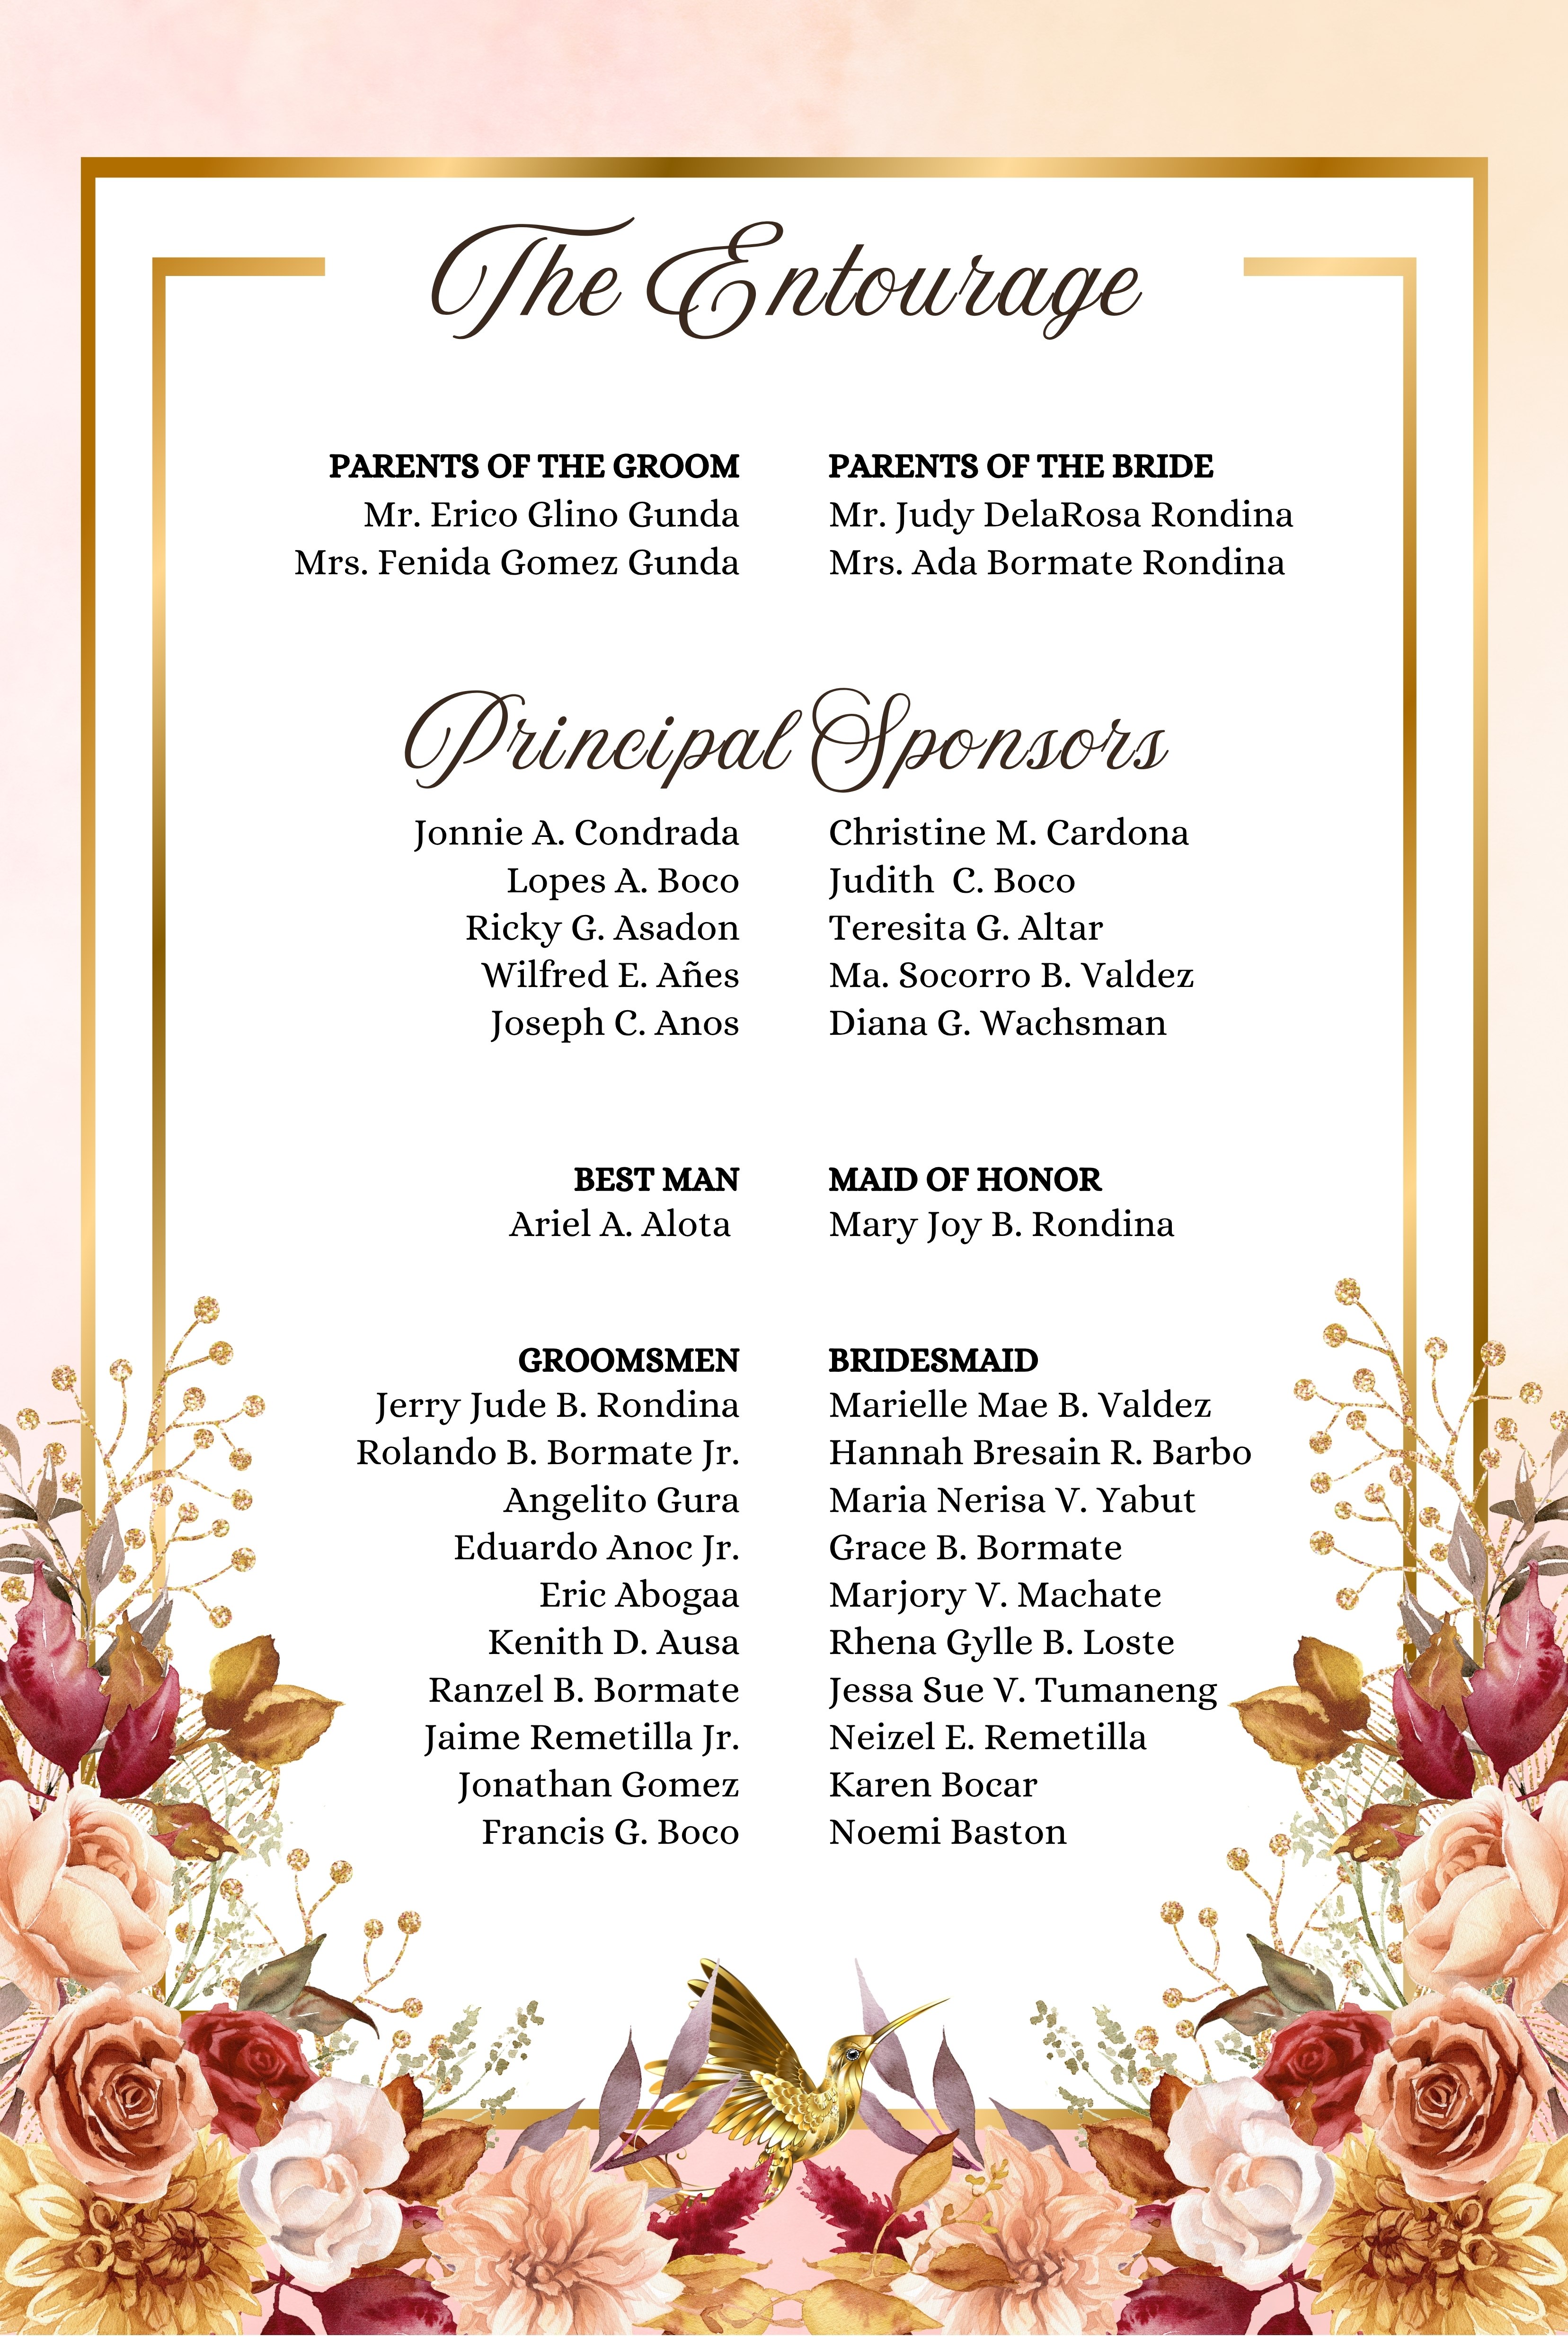 The Entourage
PARENTS OF THE GROOM
Mr. Erico Glino Gunda
Mrs. Fenida Gomez Gunda
PARENTS OF THE BRIDE
Mr. Judy DelaRosa Rondina
Mrs. Ada Bormate Rondina
Principal Sponsors
Jonnie A. Condrada
Lopes A. Boco
Ricky G. Asadon
Wilfred E. Añes
Joseph C. Anos
Christine M. Cardona
Judith  C. Boco
Teresita G. Altar
Ma. Socorro B. Valdez
Diana G. Wachsman
BEST MAN
Ariel A. Alota
MAID OF HONOR
Mary Joy B. Rondina
GROOMSMEN
Jerry Jude B. Rondina
Rolando B. Bormate Jr.
Angelito Gura
Eduardo Anoc Jr.
Eric Abogaa
Kenith D. Ausa
Ranzel B. Bormate
Jaime Remetilla Jr.
Jonathan Gomez
Francis G. Boco
BRIDESMAID
Marielle Mae B. Valdez
Hannah Bresain R. Barbo
Maria Nerisa V. Yabut
Grace B. Bormate
Marjory V. Machate
Rhena Gylle B. Loste
Jessa Sue V. Tumaneng
Neizel E. Remetilla
Karen Bocar
Noemi Baston